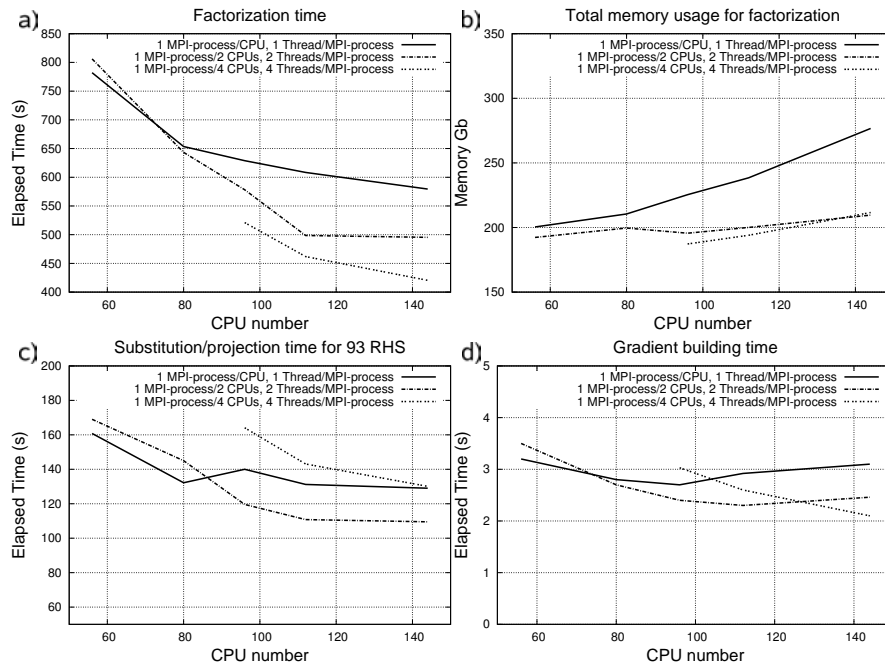 a)
Factorization time
1 MPI-process/CPU, 1 Thread/MPI-process
1 MPI-process/2 CPUs, 2 Threads/MPI-process
1 MPI-process/4 CPUs, 4 Threads/MPI-process
850
800
750
700
650
600
550
500
450
400
Elapsed Time (s)
60 80 100 120 140
CPU number
b)
Total memory usage for factorization
1 MPI-process/CPU, 1 Thread/MPI-process
1 MPI-process/2 CPUs, 2 Threads/MPI-process
1 MPI-process/4 CPUs, 4 Threads/MPI-process
350
300
250
200
150
Memory Gb
60 80 100 120 140
CPU number
c)
Substitution/projection time for 93 RHS
1 MPI-process/CPU, 1 Thread/MPI-process
1 MPI-process/2 CPUs, 2 Threads/MPI-process
1 MPI-process/4 CPUs, 4 Threads/MPI-process
200
180
160
140
120
100
80
60
Elapsed Time (s)
60 80 100 120 140
CPU number
d)
Gradient building time
1 MPI-process/CPU, 1 Thread/MPI-process
1 MPI-process/2 CPUs, 2 Threads/MPI-process
1 MPI-process/4 CPUs, 4 Threads/MPI-process
5
4
3
2
1
0
Elapsed Time (s)
60 80 100 120 140
CPU number